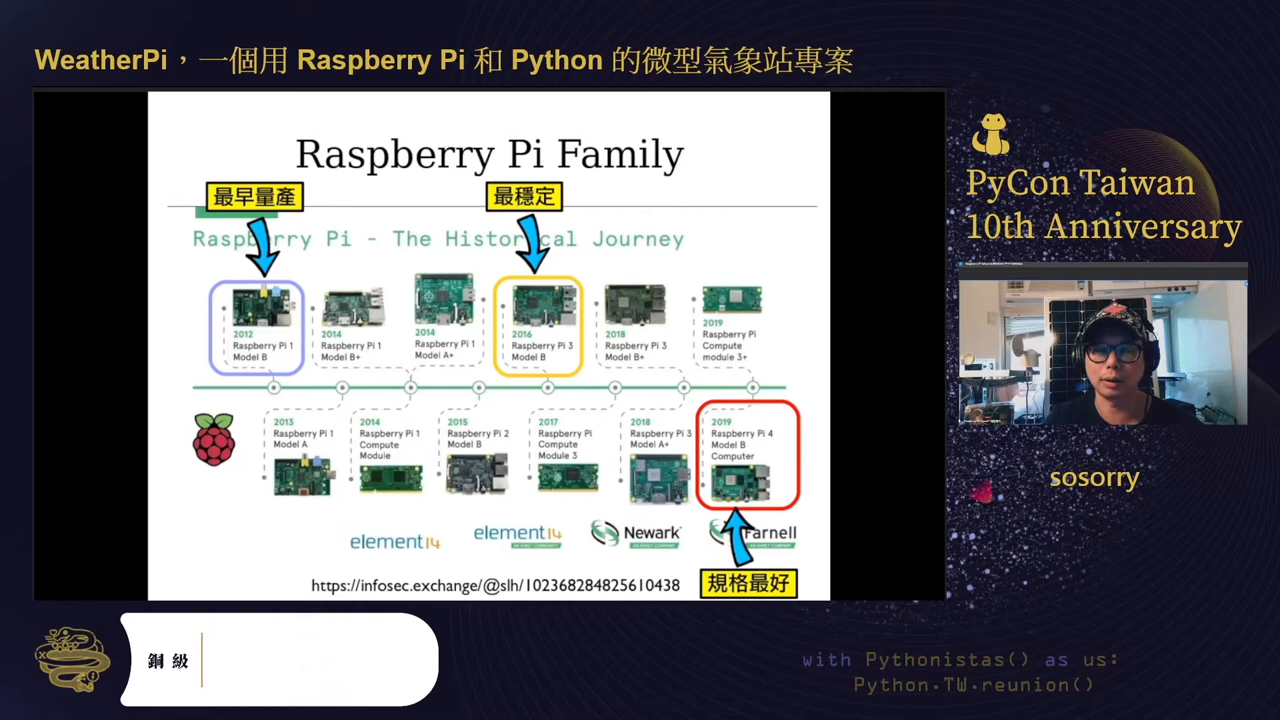 WeatherPi，一個用 Raspberry Pi 和 Python 的微型氣象站專案
Raspberry Pi Family
最早量產
最穩定
Raspberry Pi - The Historical Journey
2012
Raspberry Pi 1
Model B
2014
Raspberry Pi 1
Model B+
2014
Raspberry Pi 1
Model A+
2016
Raspberry Pi 3
Model B
2018
Raspberry Pi 3
Model B+
2019
Raspberry Pi
Compute
module 3+
2013
Raspberry Pi 1
Model A
2014
Raspberry Pi 1
Compute
Module
2015
Raspberry Pi 2
Model B
2017
Raspberry Pi
Compute
Module 3
2018
Raspberry Pi 3
Model A+
2019
Raspberry Pi 4
Model B
Computer
element14
element14
Newark
Farnell
規格最好
https://infosec.exchange/@slh/102368284825610438
PyCon Taiwan
10th Anniversary
sosorry
銅級
with Pythonistas() as us:
Python.TW.reunion()